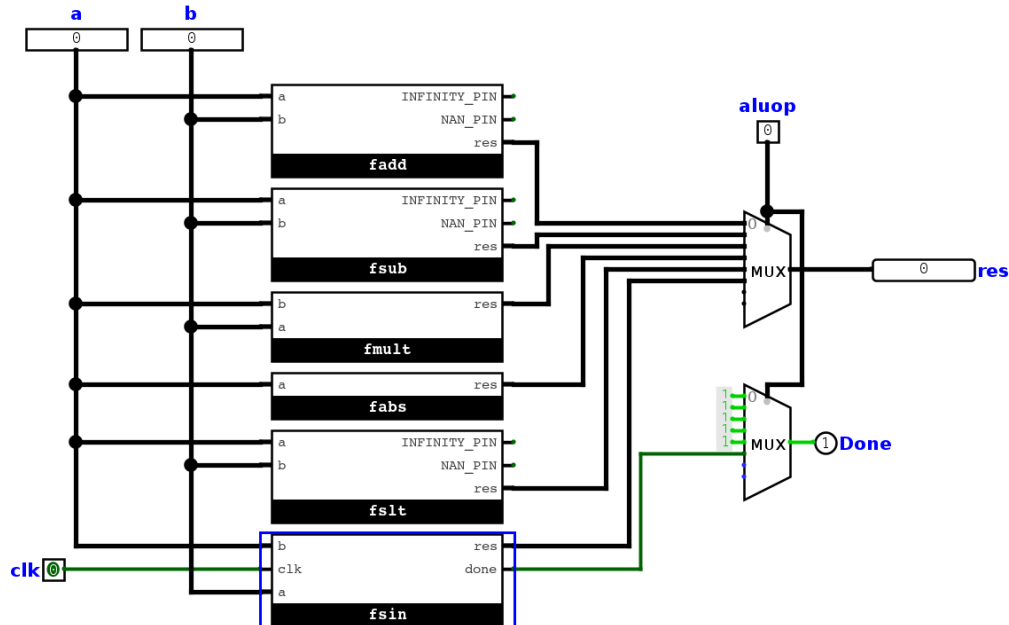 a b
0 0
a INFINITY_PIN
b NAN_PIN
res
fadd
aluop
0
a INFINITY_PIN
b NAN_PIN
res
fsub
0
MUX
0 res
b res
a
fmult
a res
fabs
1 0
1
1
1
1
MUX
1 Done
a INFINITY_PIN
b NAN_PIN
res
fslt
b res
clk 0
clk done
a
fsin